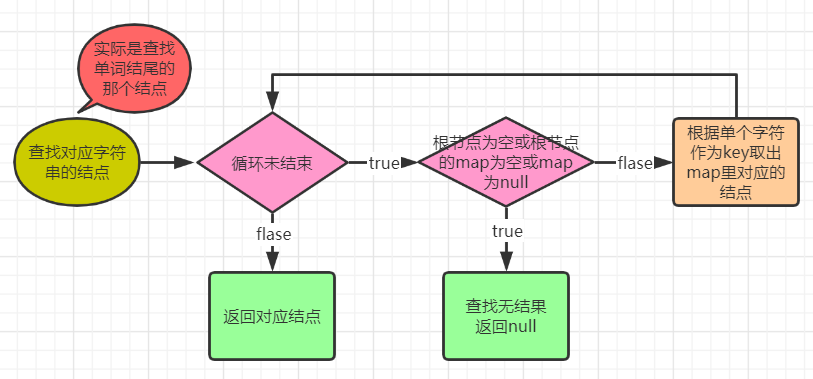 实际是查找
单词结尾的
那个结点
查找对应字符
串的结点
循环未结束
true
根节点为空或根节点
的map为空或map
为null
flase
根据单个字符
作为key取出
map里对应的
结点
flase
true
返回对应结点
查找无结果
返回null